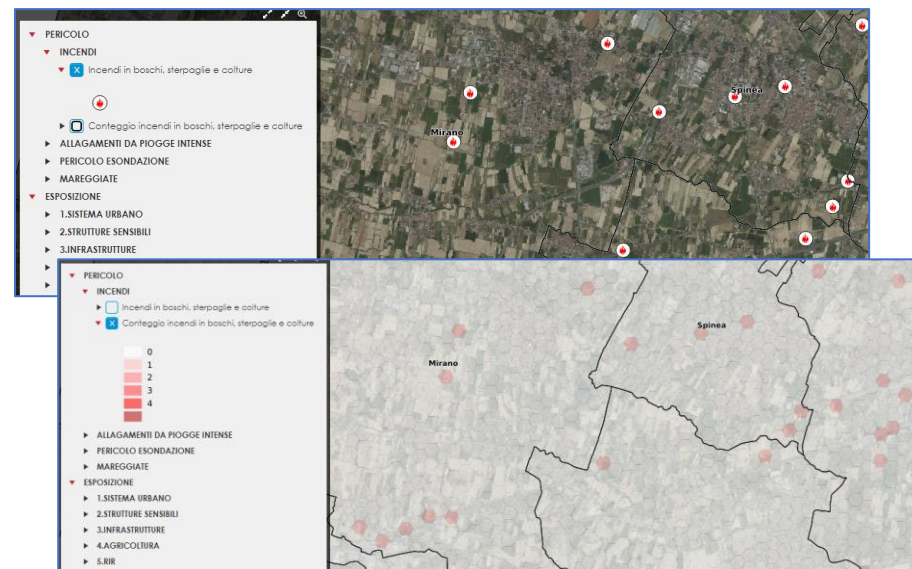 PERICOLO
INCENDI
X Incendi in boschi, sterpaglie e colture
Conteggio incendi in boschi, sterpaglie e colture
ALLAGAMENTI DA PIOGGE INTENSE
PERICOLO ESONDAZIONE
MAREGGIATE
ESPOSIZIONE
1.SISTEMA URBANO
2.STRUTTURE SENSIBILI
3.INFRASTRUTTURE
Spinea
Mirano
PERICOLO
INCENDI
Incendi in boschi, sterpaglie e colture
X Conteggio incendi in boschi, sterpaglie e colture
0
1
2
3
4
ALLAGAMENTI DA PIOGGE INTENSE
PERICOLO ESONDAZIONE
MAREGGIATE
ESPOSIZIONE
1.SISTEMA URBANO
2.STRUTTURE SENSIBILI
3.INFRASTRUTTURE
4.AGRICOLTURA
5.RIR
Spinea
Mirano